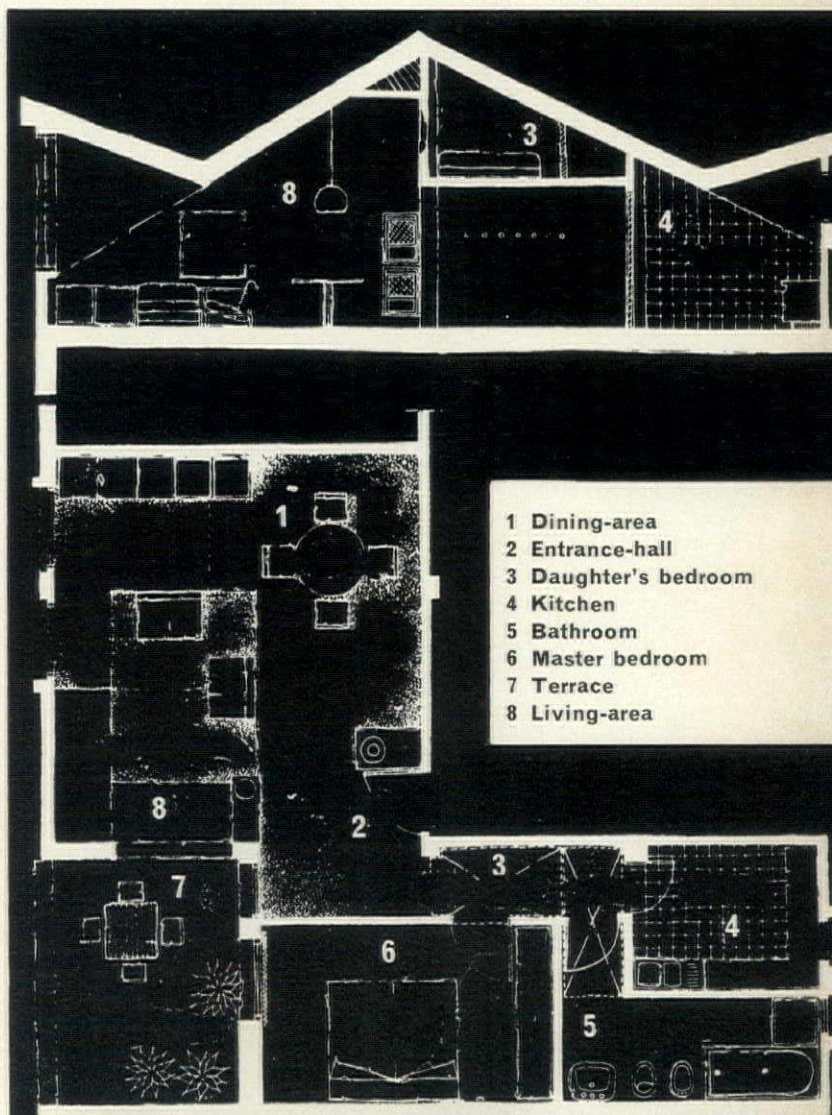 3
8
4
1
1 Dining-area
2 Entrance-hall
3 Daughter's bedroom
4 Kitchen
5 Bathroom
6 Master bedroom
7 Terrace
8 Living-area
8
2
3
7
4
6
5